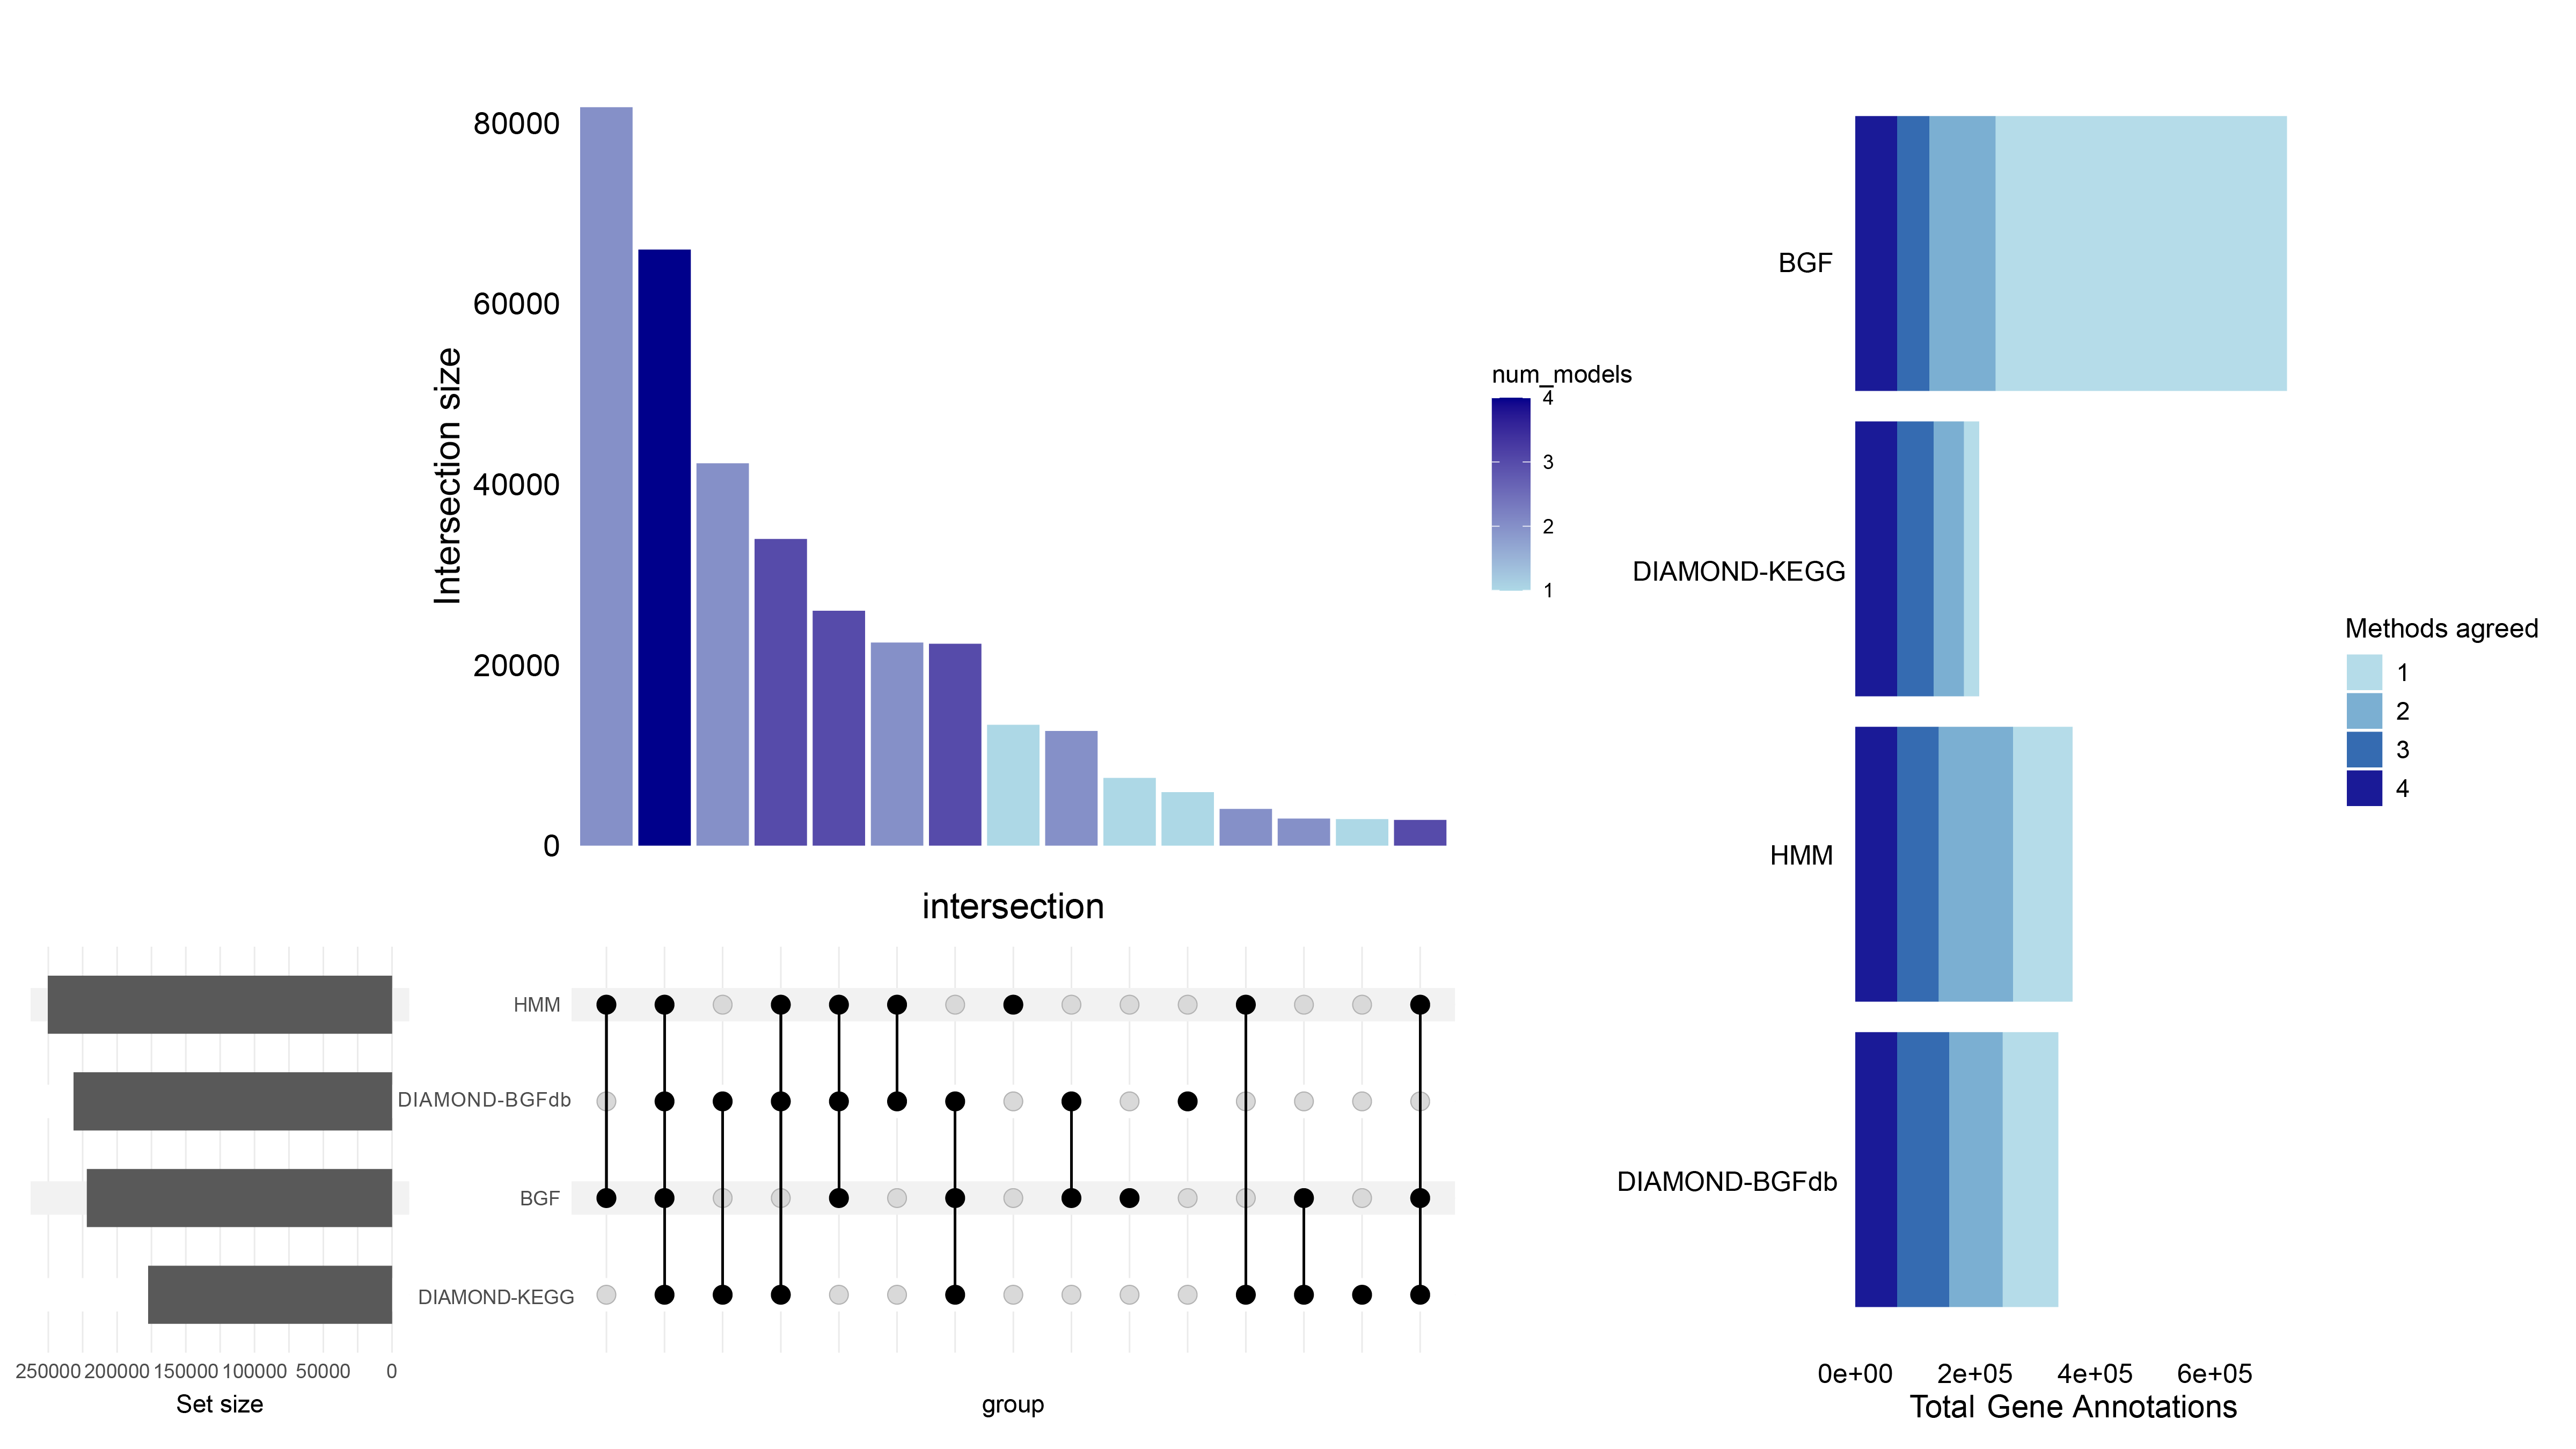 80000
60000
40000
20000
0
Intersection size
intersection
num_models
4
3
2
1
HMM
DIAMOND-BGFdb
BGF
DIAMOND-KEGG
250000 200000 150000 100000 50000 0
Set size
group
BGF
DIAMOND-KEGG
HMM
DIAMOND-BGFdb
0e+00 2e+05 4e+05 6e+05
Total Gene Annotations
Methods agreed
1
2
3
4